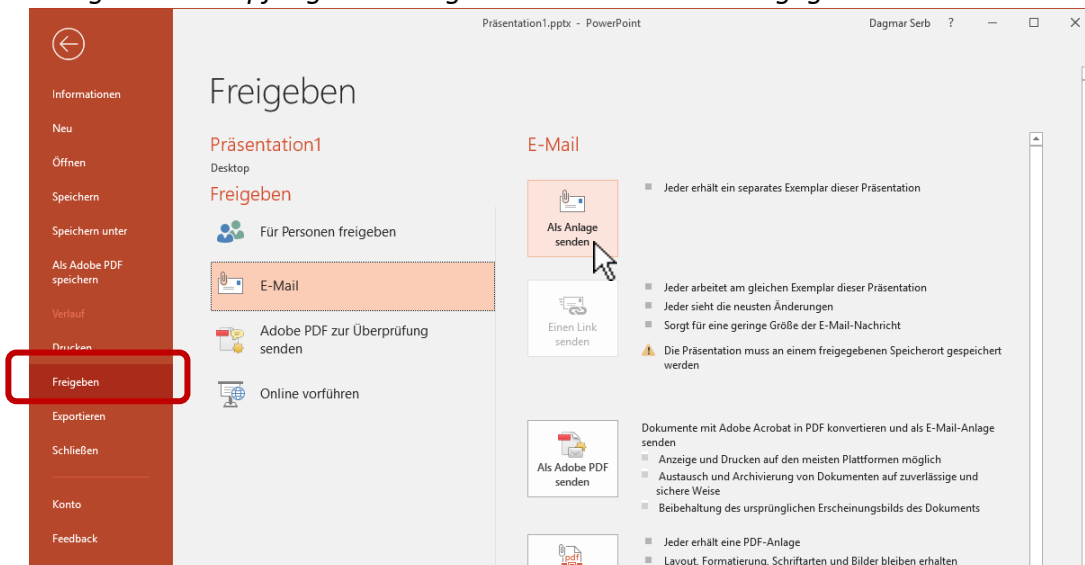 Präsentation1.pptx - PowerPoint
Dagmar Serb ?
Informationen
Neu
Öffnen
Speichern
Speichern unter
Als Adobe PDF
speichern
Verlauf
Drucken
Freigeben
Exportieren
Schließen
Konto
Feedback
Freigeben
Präsentation1
Desktop
Freigeben
Für Personen freigeben
E-Mail
Adobe PDF zur Überprüfung
senden
Online vorführen
E-Mail
Als Anlage
senden
Jeder erhält ein separates Exemplar dieser Präsentation
Einen Link
senden
Jeder arbeitet am gleichen Exemplar dieser Präsentation
Jeder sieht die neusten Änderungen
Sorgt für eine geringe Größe der E-Mail-Nachricht
Die Präsentation muss an einem freigegebenen Speicherort gespeichert
werden
Als Adobe PDF
senden
Dokumente mit Adobe Acrobat in PDF konvertieren und als E-Mail-Anlage
senden
Anzeige und Drucken auf den meisten Plattformen möglich
Austausch und Archivierung von Dokumenten auf zuverlässige und
sichere Weise
Beibehaltung des ursprünglichen Erscheinungsbilds des Dokuments
pdf
Jeder erhält eine PDF-Anlage
Layout, Formatierung, Schriftarten und Bilder bleiben erhalten